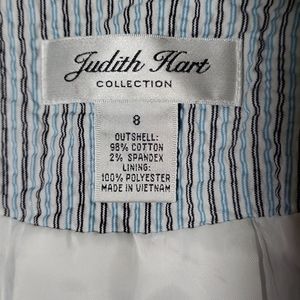 Judith Hart
COLLECTION
8
OUTSHELL:
98% COTTON
2% SPANDEX
LINING:
100% POLYESTER
MADE IN VIETNAM